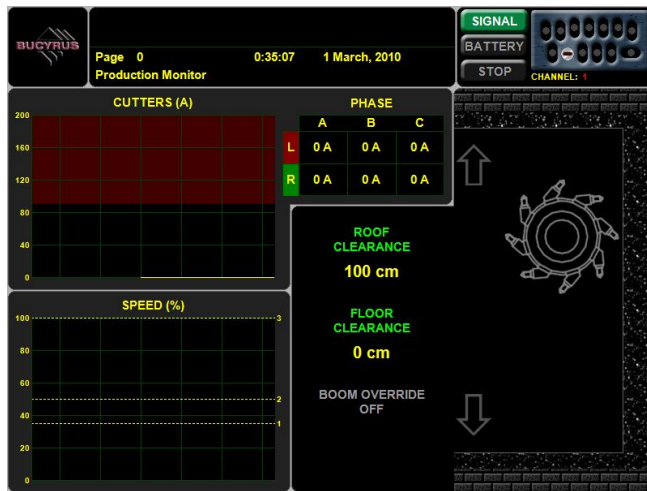 BUCYRUS
Page 0 0:35:07 1 March, 2010
Production Monitor
SIGNAL
BATTERY
STOP
CHANNEL: 1
CUTTERS (A)
200
160
120
80
40
0
PHASE
A B C
L 0 A 0 A 0 A
R 0 A 0 A 0 A
ROOF
CLEARANCE
100 cm
FLOOR
CLEARANCE
0 cm
BOOM OVERRIDE
OFF
SPEED (%)
100 3
80
60
2
40
1
20
0